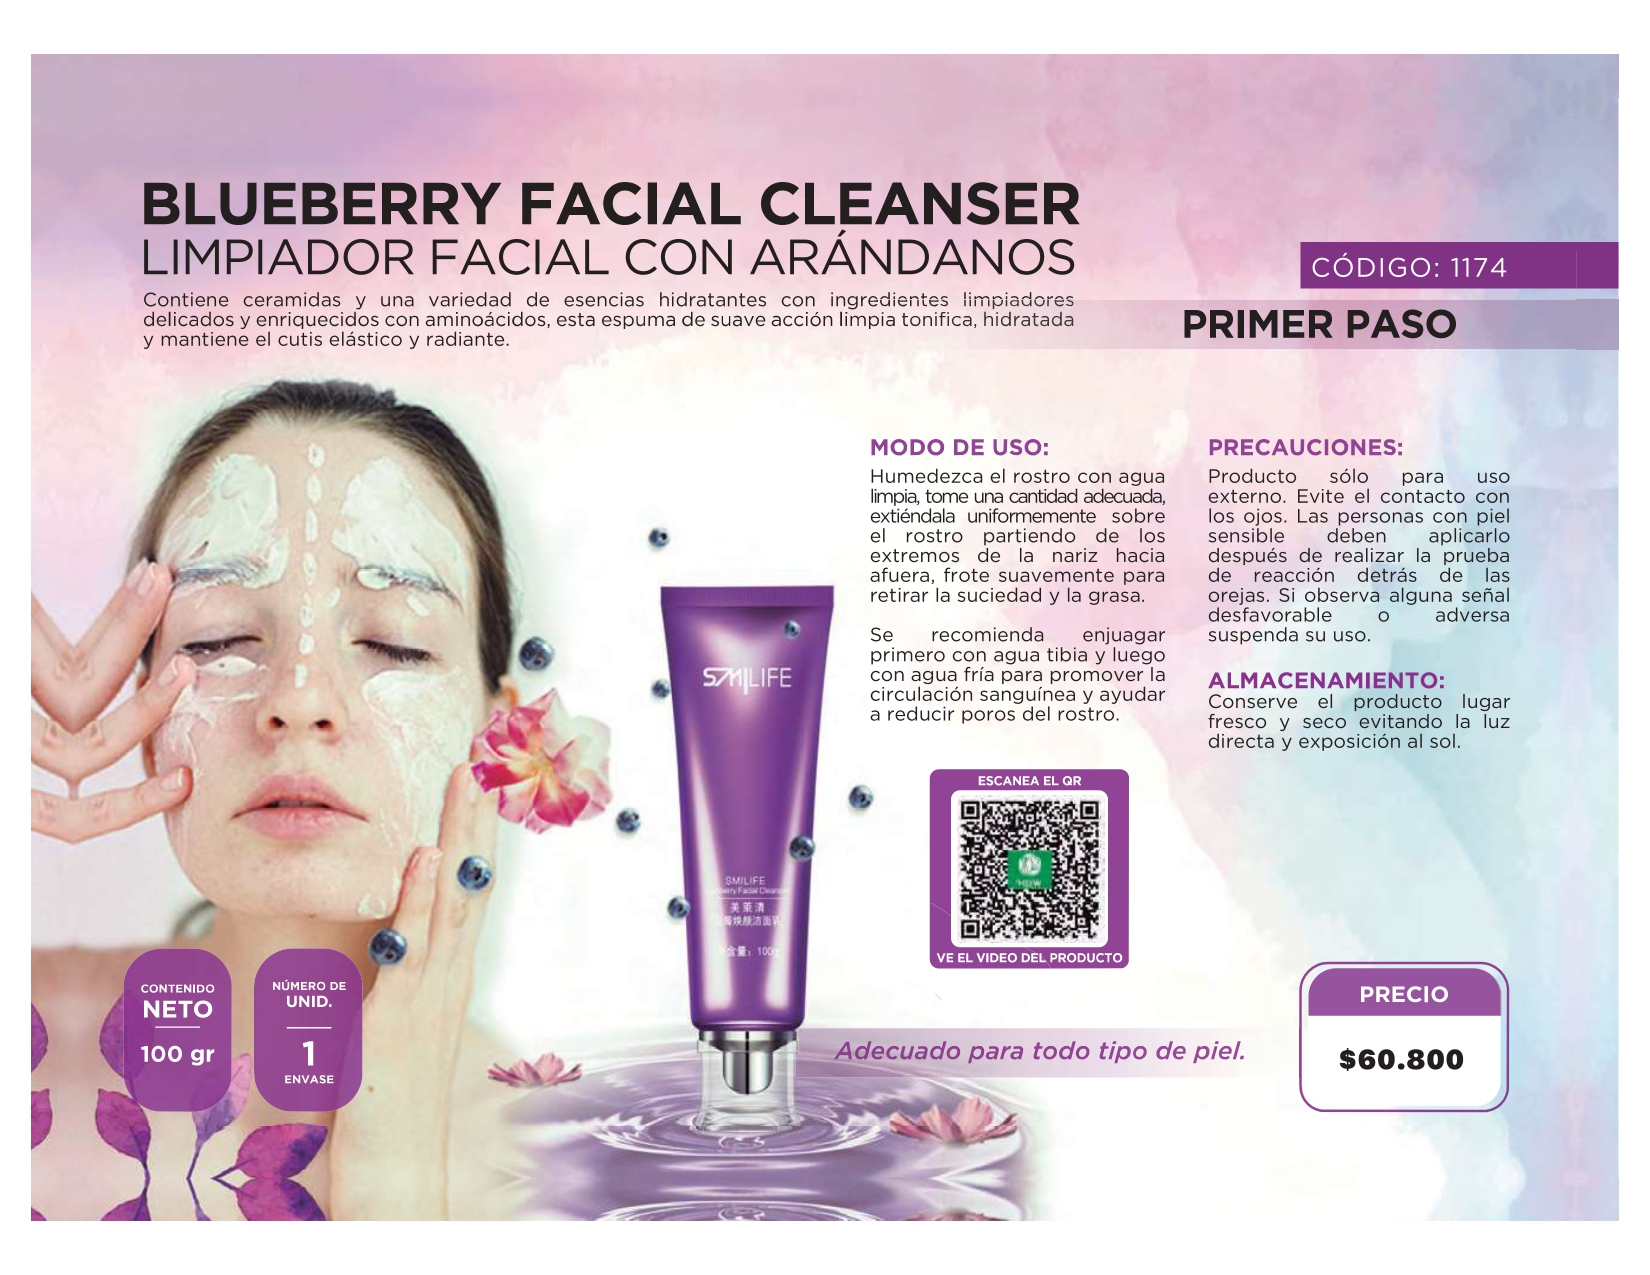 BLUEBERRY FACIAL CLEANSER
LIMPIADOR FACIAL CON ARÁNDANOS
Contiene ceramidas y una variedad de esencias hidratantes con ingredientes limpiadores
delicados y enriquecidos con aminoácidos, esta espuma de suave acción limpia tonifica, hidratada
y mantiene el cutis elástico y radiante.
CÓDIGO: 1174
PRIMER PASO
MODO DE USO:
Humedezca el rostro con agua
limpia, tome una cantidad adecuada,
extiéndala uniformemente sobre
el rostro partiendo de los
extremos de la nariz hacia
afuera, frote suavemente para
retirar la suciedad y la grasa.
Se recomienda enjuagar
primero con agua tibia y luego
con agua fría para promover la
circulación sanguínea y ayudar
a reducir poros del rostro.
PRECAUCIONES:
Producto sólo para uso
externo. Evite el contacto con
los ojos. Las personas con piel
sensible deben aplicarlo
después de realizar la prueba
de reacción detrás de las
orejas. Si observa alguna señal
desfavorable o adversa
suspenda su uso.
ALMACENAMIENTO:
Conserve el producto lugar
fresco y seco evitando la luz
directa y exposición al sol.
SMILIFE
SMILIFE
Facial
美莱清
焕颜洁面乳
含量：100g
ESCANEA EL QR
VE EL VIDEO DEL PRODUCTO
CONTENIDO
NETO
100 gr
NÚMERO DE
UNID.
1
ENVASE
Adecuado para todo tipo de piel.
PRECIO
$60.800